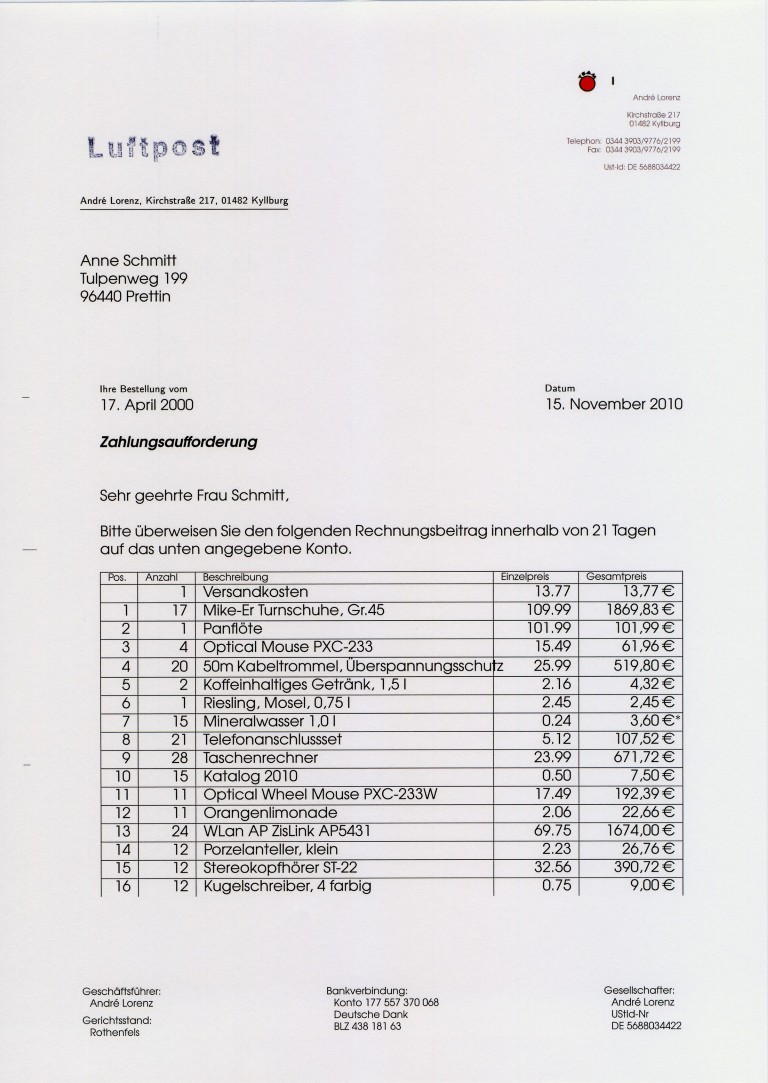 André Lorenz
Kirchstraße 217
01482 Kyllburg
Telephon: 0344 3903/9776/2199
Fax: 0344 3903/9776/2199
Ust-Id: DE 5688034422
Luftpost
André Lorenz, Kirchstraße 217, 01482 Kyllburg
Anne Schmitt
Tulpenweg 199
96440 Prettin
Ihre Bestellung vom Datum
17. April 2000 15. November 2010
Zahlungsaufforderung
Sehr geehrte Frau Schmitt,
Bitte überweisen Sie den folgenden Rechnungsbeitrag innerhalb von 21 Tagen
auf das unten angegebene Konto.
Pos. Anzahl Beschreibung Einzelpreis Gesamtpreis
1 Versandkosten 13.77 13,77 €
1 17 Mike-Er Turnschuhe, Gr.45 109.99 1869,83 €
2 1 Panflöte 101.99 101,99 €
3 4 Optical Mouse PXC-233 15.49 61,96 €
4 20 50m Kabeltrommel, Überspannungsschutz 25.99 519,80 €
5 2 Koffeinhaltiges Getränk, 1,5 l 2.16 4,32 €
6 1 Riesling, Mosel, 0,75 l 2.45 2,45 €
7 15 Mineralwasser 1,0 l 0.24 3,60 €*
8 21 Telefonanschlussset 5.12 107,52 €
9 28 Taschenrechner 23.99 671,72 €
10 15 Katalog 2010 0.50 7,50 €
11 11 Optical Wheel Mouse PXC-233W 17.49 192,39 €
12 11 Orangenlimonade 2.06 22,66 €
13 24 WLan AP ZisLink AP5431 69.75 1674,00 €
14 12 Porzelanteller, klein 2.23 26,76 €
15 12 Stereokopfhörer ST-22 32.56 390,72 €
16 12 Kugelschreiber, 4 farbig 0.75 9,00 €
Geschäftsführer: Bankverbindung: Gesellschafter:
André Lorenz Konto 177 557 370 068 André Lorenz
Gerichtsstand: Deutsche Dank UStId-Nr
Rothenfels BLZ 438 181 63 DE 5688034422